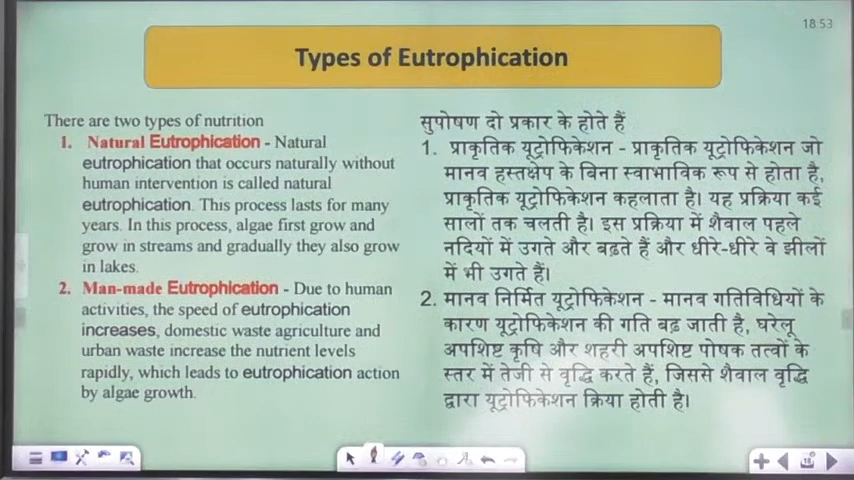 18:53
Types of Eutrophication
There are two types of nutrition
1. Natural Eutrophication - Natural
eutrophication that occurs naturally without
human intervention is called natural
eutrophication. This process lasts for many
years. In this process, algae first grow and
grow in streams and gradually they also grow
in lakes.
2. Man-made Eutrophication - Due to human
activities, the speed of eutrophication
increases, domestic waste agriculture and
urban waste increase the nutrient levels
rapidly, which leads to eutrophication action
by algae growth.
सुपोषण दो प्रकार के होते हैं
1. प्राकृतिक यूट्रोफिकेशन - प्राकृतिक यूट्रोफिकेशन जो
मानव हस्तक्षेप के बिना स्वाभाविक रूप से होता है,
प्राकृतिक यूट्रोफिकेशन कहलाता है। यह प्रक्रिया कई
सालों तक चलती है। इस प्रक्रिया में शैवाल पहले
नदियों में उगते और बढ़ते हैं और धीरे-धीरे वे झीलों
में भी उगते हैं।
2. मानव निर्मित यूट्रोफिकेशन - मानव गतिविधियों के
कारण यूट्रोफिकेशन की गति बढ़ जाती है, घरेलू
अपशिष्ट कृषि और शहरी अपशिष्ट पोषक तत्वों के
स्तर में तेजी से वृद्धि करते हैं, जिससे शैवाल वृद्धि
द्वारा यूट्रोफिकेशन क्रिया होती है।
18